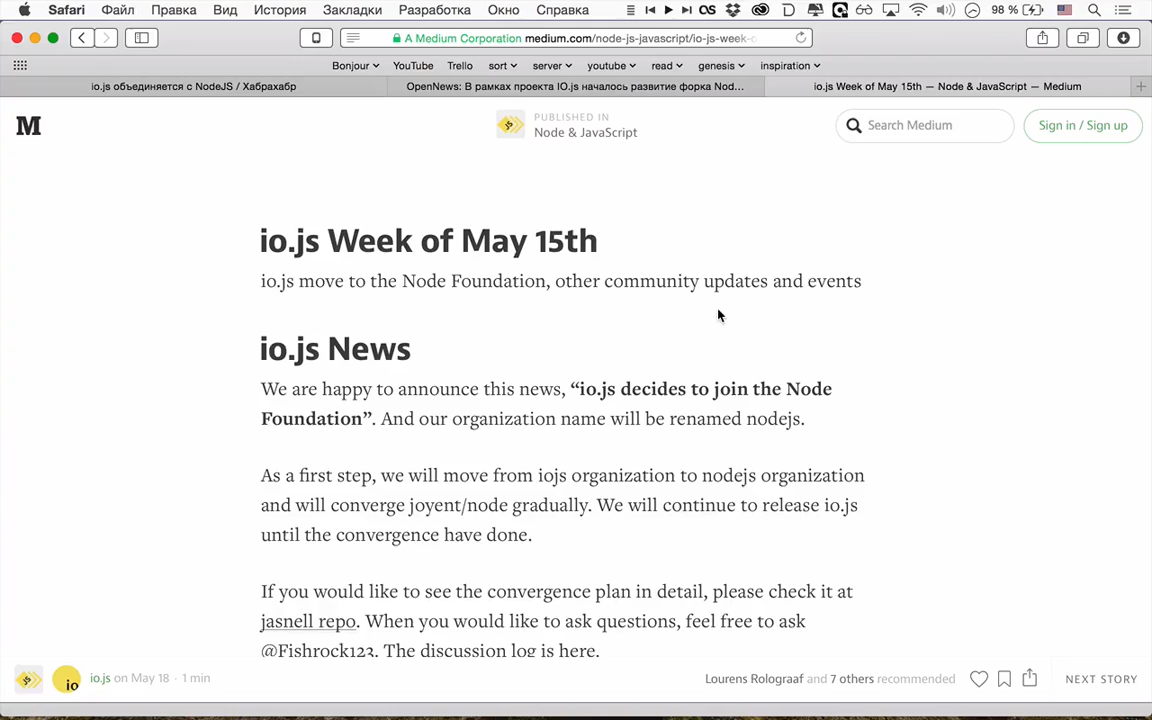 Safari Файл Правка Вид История Закладки Разработка Окно Справка 98 %
A Medium Corporation medium.com/node-js-javascript/io-js-week-o
Bonjour YouTube Trello sort server youtube read genesis inspiration
io.js объединяется с NodeJS / Хабрахабр OpenNews: В рамках проекта IO.js началось развитие форка Nod... io.js Week of May 15th — Node & JavaScript — Medium
M
PUBLISHED IN
Node & JavaScript
Search Medium
Sign in / Sign up
io.js Week of May 15th
io.js move to the Node Foundation, other community updates and events
io.js News
We are happy to announce this news, “io.js decides to join the Node
Foundation”. And our organization name will be renamed nodejs.
As a first step, we will move from iojs organization to nodejs organization
and will converge joyent/node gradually. We will continue to release io.js
until the convergence have done.
If you would like to see the convergence plan in detail, please check it at
jasnell repo. When you would like to ask questions, feel free to ask
@Fishrock123. The discussion log is here.
io io.js on May 18 · 1 min
Lourens Rolograaf and 7 others recommended
NEXT STORY